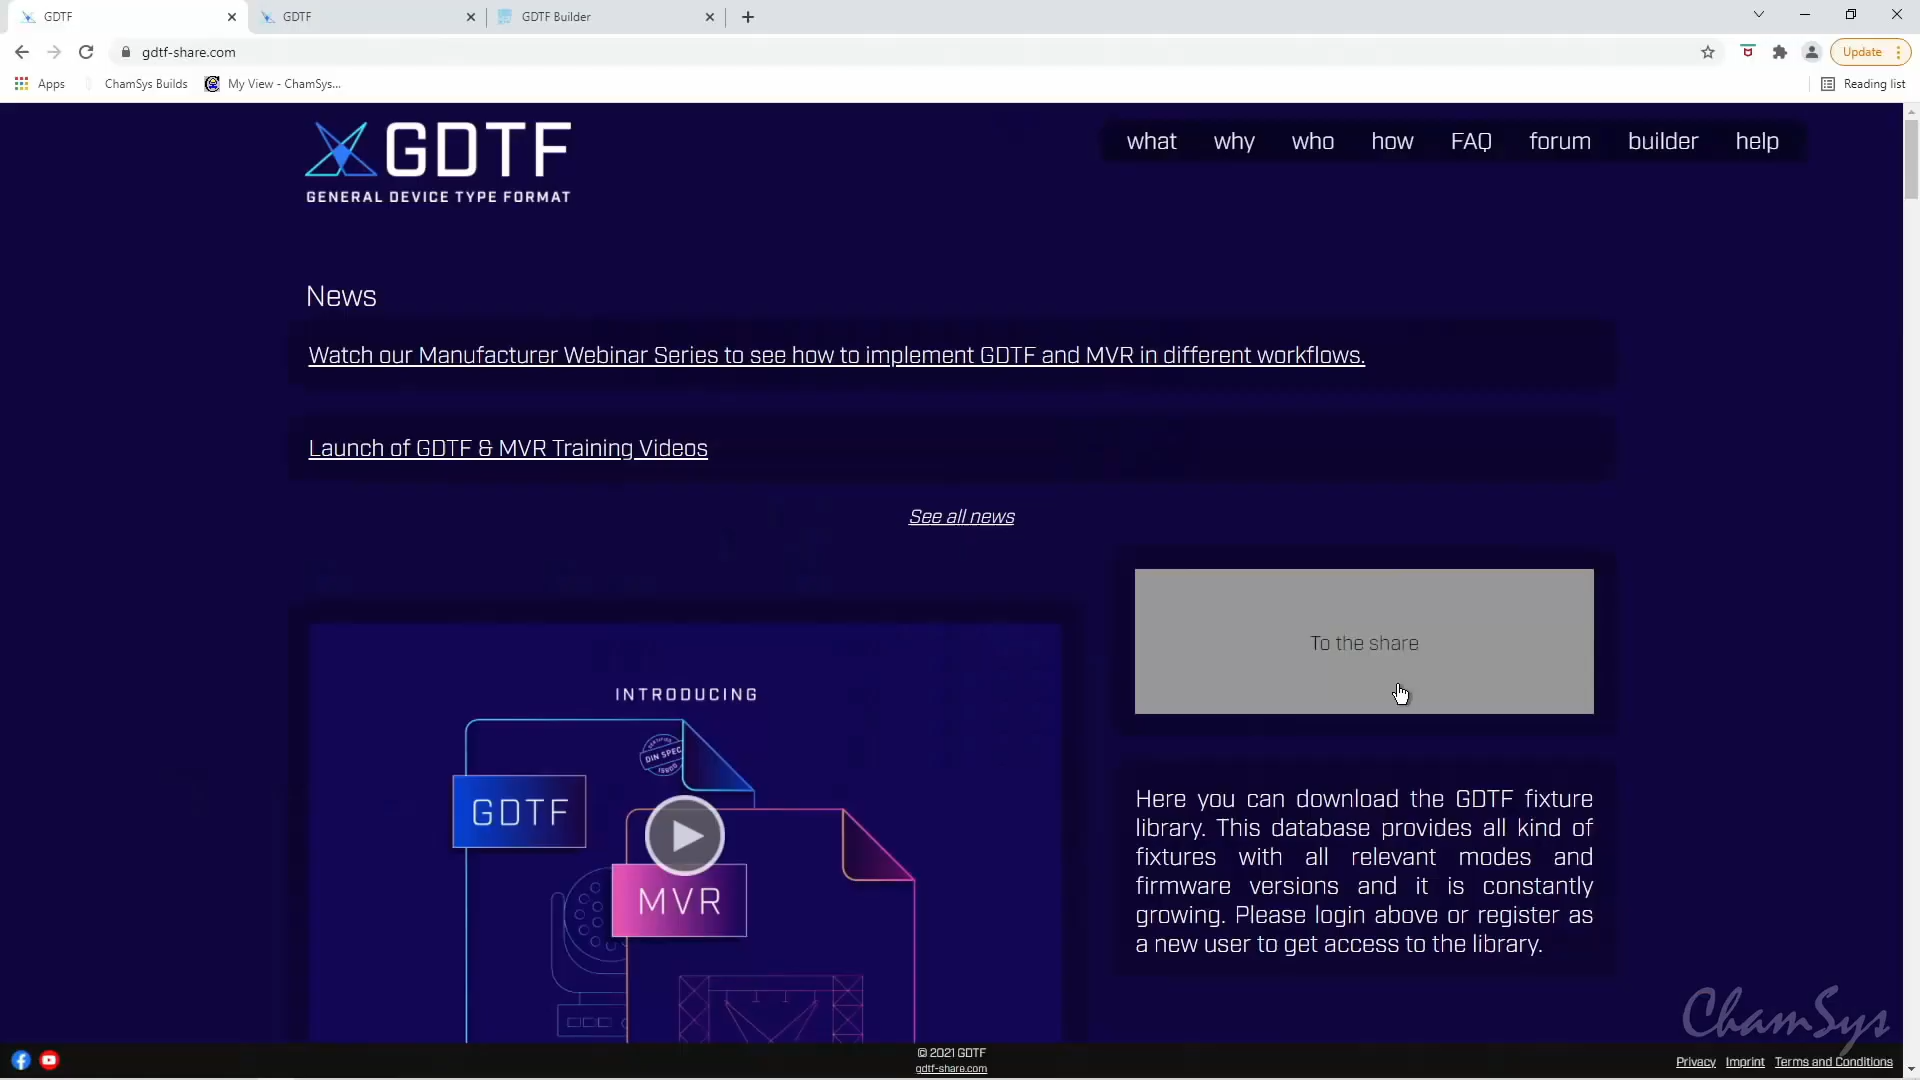 GDTF
GDTF
GDTF Builder
gdtf-share.com
Update
Apps
ChamSys Builds
My View - ChamSys...
Reading list
GDTF
GENERAL DEVICE TYPE FORMAT
what why who how FAQ forum builder help
News
Watch our Manufacturer Webinar Series to see how to implement GDTF and MVR in different workflows.
Launch of GDTF & MVR Training Videos
See all news
To the share
INTRODUCING
DIN SPEC
GDTF
MVR
Here you can download the GDTF fixture
library. This database provides all kind of
fixtures with all relevant modes and
firmware versions and it is constantly
growing. Please login above or register as
a new user to get access to the library.
ChamSys
© 2021 GDTF
gdtf-share.com
Privacy Imprint Terms and Conditions